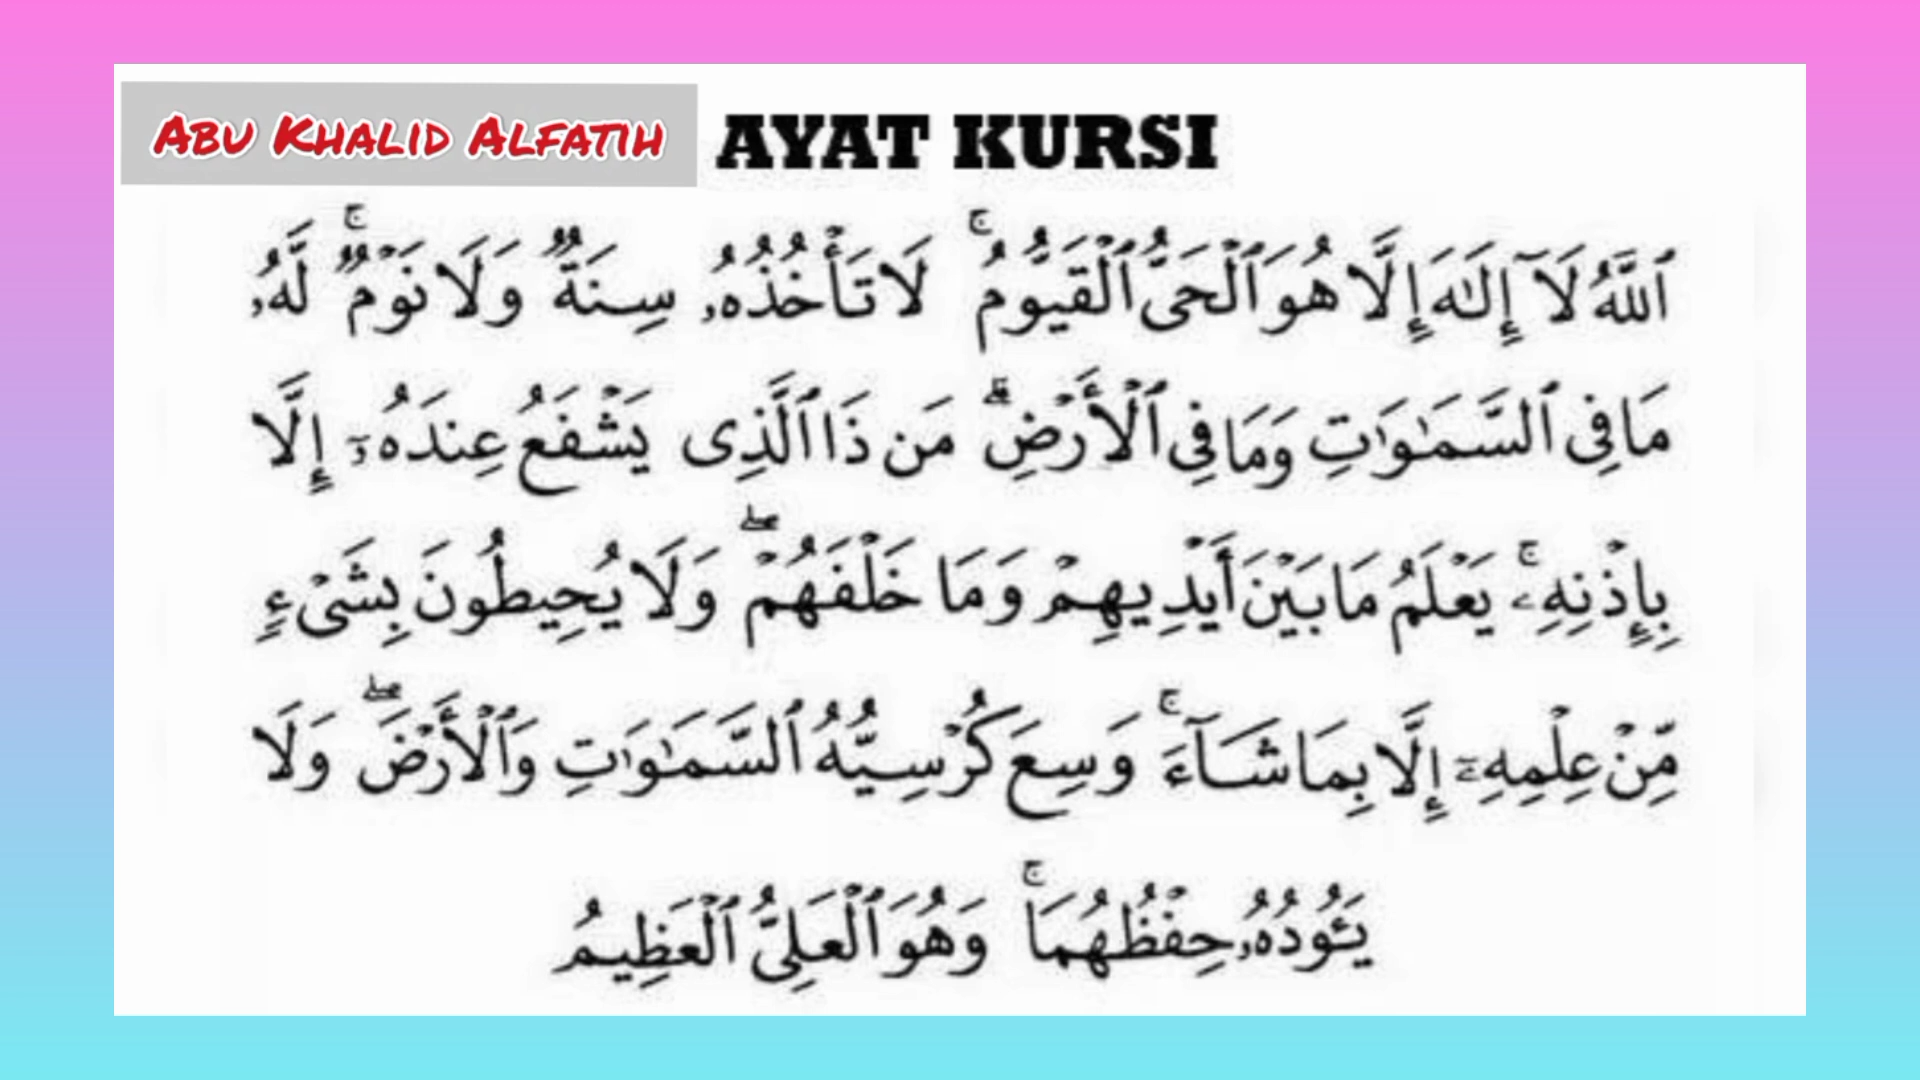 ABU KHALID ALFATIH
AYAT KURSI
ٱللَّهُ لَآ إِلَٰهَ إِلَّا هُوَ ٱلْحَىُّ ٱلْقَيُّومُ ۚ لَا تَأْخُذُهُۥ سِنَةٌ وَلَا نَوْمٌ ۚ لَّهُۥ
مَا فِى ٱلسَّمَٰوَٰتِ وَمَا فِى ٱلْأَرْضِ ۗ مَن ذَا ٱلَّذِى يَشْفَعُ عِندَهُۥٓ إِلَّا
بِإِذْنِهِۦ ۚ يَعْلَمُ مَا بَيْنَ أَيْدِيهِمْ وَمَا خَلْفَهُمْ ۖ وَلَا يُحِيطُونَ بِشَىْءٍ
مِّنْ عِلْمِهِۦٓ إِلَّا بِمَا شَآءَ ۚ وَسِعَ كُرْسِيُّهُ ٱلسَّمَٰوَٰتِ وَٱلْأَرْضَ ۖ وَلَا
يَـُٔودُهُۥ حِفْظُهُمَا ۚ وَهُوَ ٱلْعَلِىُّ ٱلْعَظِيمُ